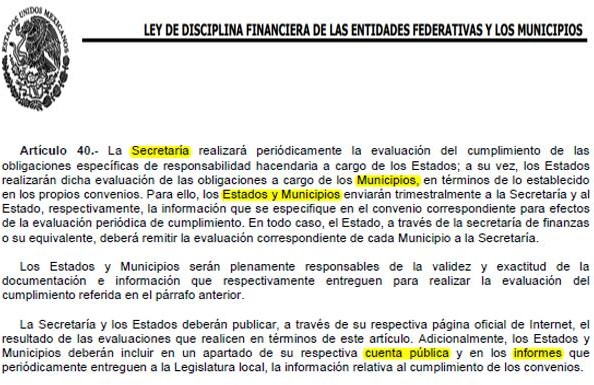 ESTADOS UNIDOS MEXICANOS
LEY DE DISCIPLINA FINANCIERA DE LAS ENTIDADES FEDERATIVAS Y LOS MUNICIPIOS
Artículo 40.- La Secretaría realizará periódicamente la evaluación del cumplimiento de las
obligaciones específicas de responsabilidad hacendaria a cargo de los Estados; a su vez, los Estados
realizarán dicha evaluación de las obligaciones a cargo de los Municipios, en términos de lo establecido
en los propios convenios. Para ello, los Estados y Municipios enviarán trimestralmente a la Secretaría y al
Estado, respectivamente, la información que se especifique en el convenio correspondiente para efectos
de la evaluación periódica de cumplimiento. En todo caso, el Estado, a través de la secretaría de finanzas
o su equivalente, deberá remitir la evaluación correspondiente de cada Municipio a la Secretaría.
Los Estados y Municipios serán plenamente responsables de la validez y exactitud de la
documentación e información que respectivamente entreguen para realizar la evaluación del
cumplimiento referida en el párrafo anterior.
La Secretaría y los Estados deberán publicar, a través de su respectiva página oficial de Internet, el
resultado de las evaluaciones que realicen en términos de este artículo. Adicionalmente, los Estados y
Municipios deberán incluir en un apartado de su respectiva cuenta pública y en los informes que
periódicamente entreguen a la Legislatura local, la información relativa al cumplimiento de los convenios.